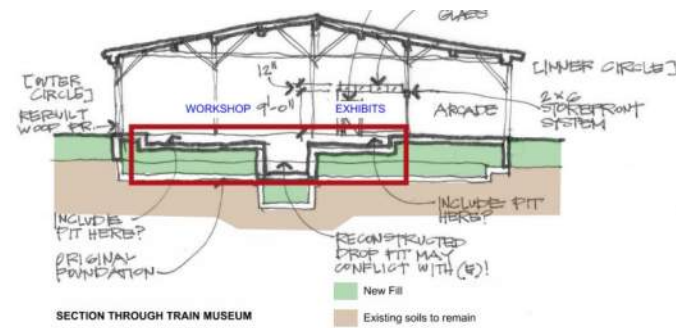 GLASS
[OUTER
CIRCLE]
REBUILT
WOOD FR.
12"
WORKSHOP
9'-0"
EXHIBITS
ARCADE
[INNER CIRCLE]
2x6
STOREFRONT
SYSTEM
INCLUDE
PIT HERE?
ORIGINAL
FOUNDATION
RECONSTRUCTED
DROP PIT MAY
CONFLICT WITH (E)!
INCLUDE PIT
HERE?
New Fill
Existing soils to remain
SECTION THROUGH TRAIN MUSEUM